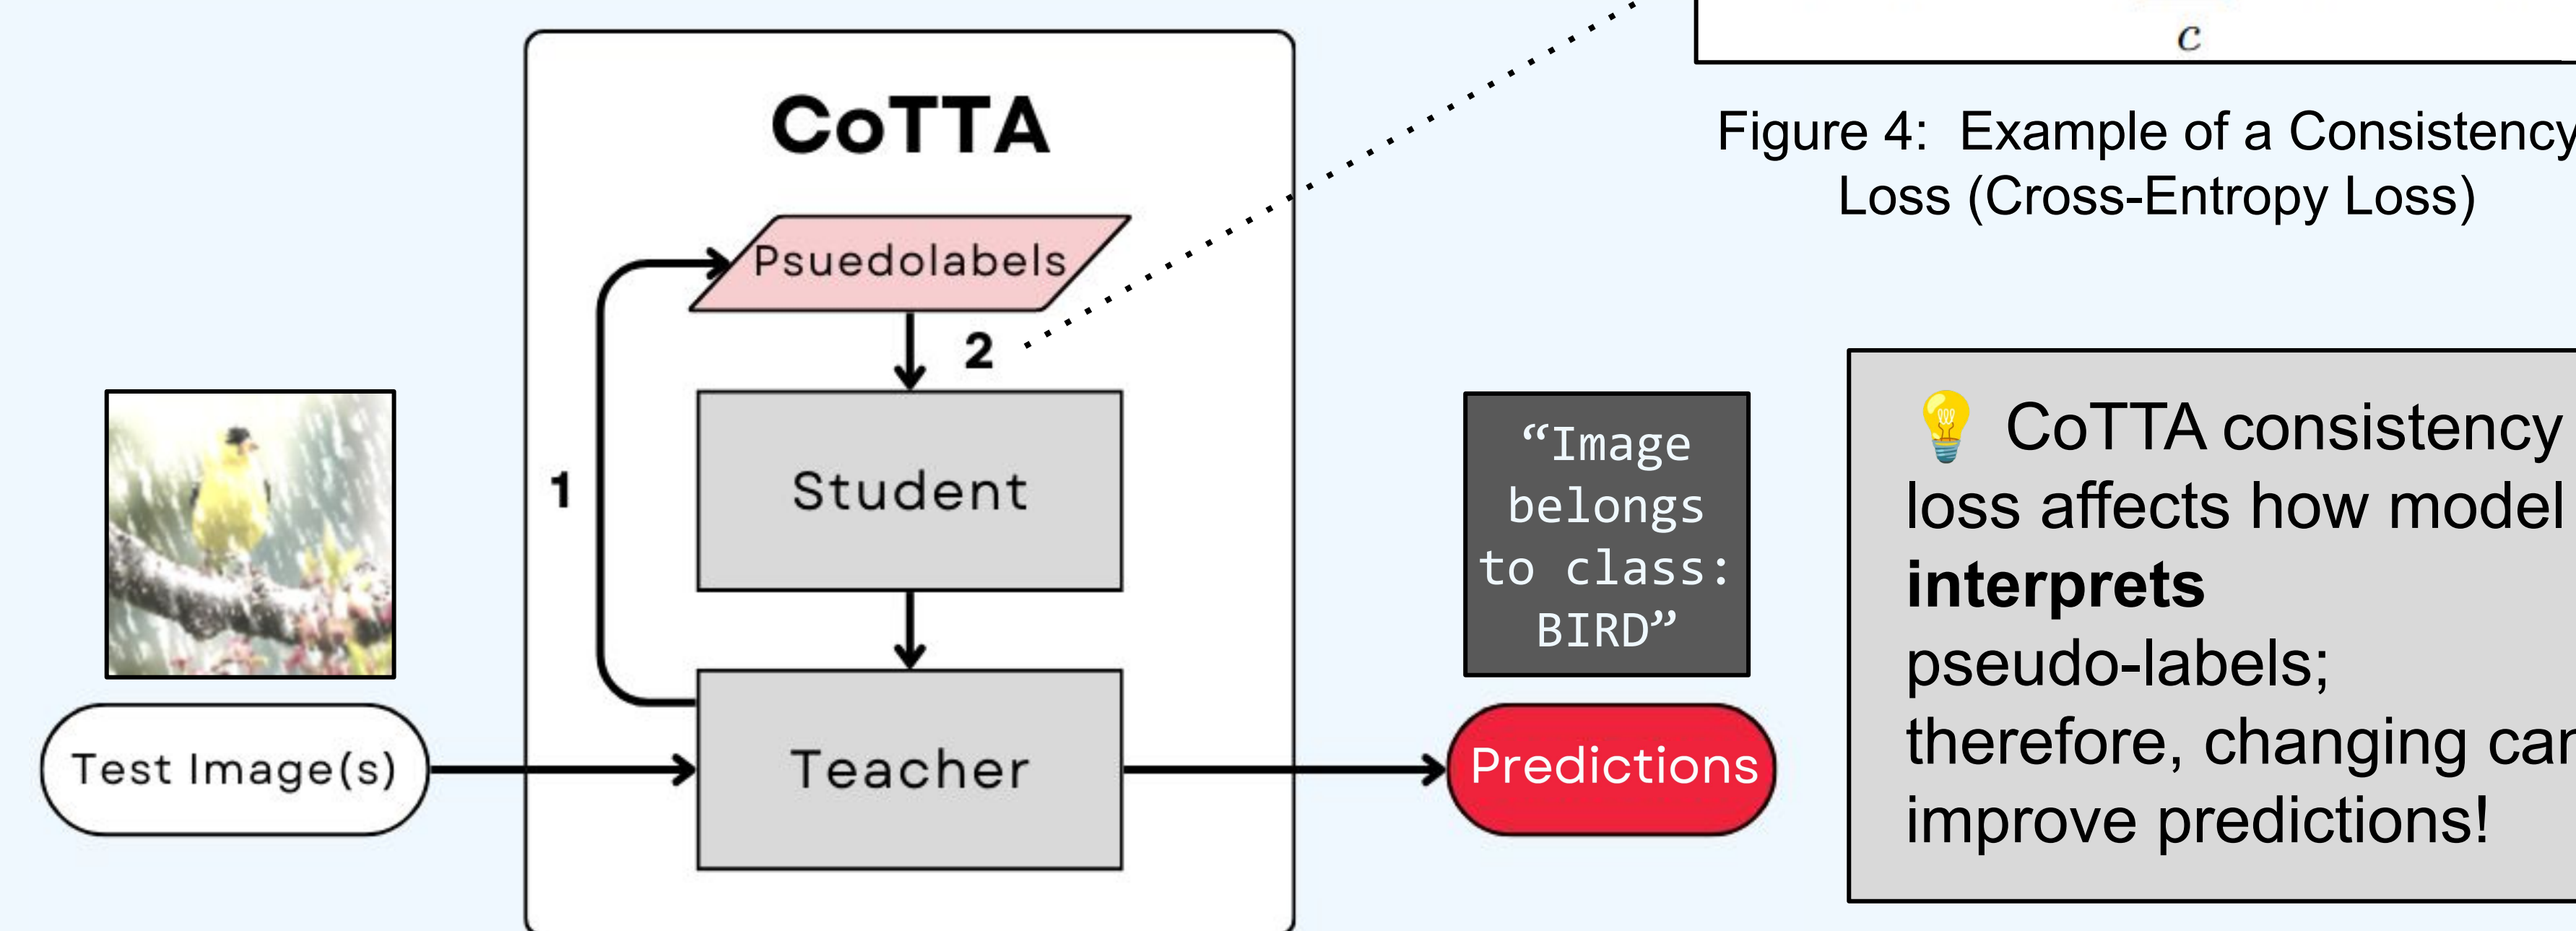 c
Figure 4: Example of a Consistency
Loss (Cross-Entropy Loss)
CoTTA
Psuedolabels
2
1
Student
Teacher
Test Image(s)
“Image
belongs
to class:
BIRD”
Predictions
💡 CoTTA consistency
loss affects how model
interprets
pseudo-labels;
therefore, changing can
improve predictions!